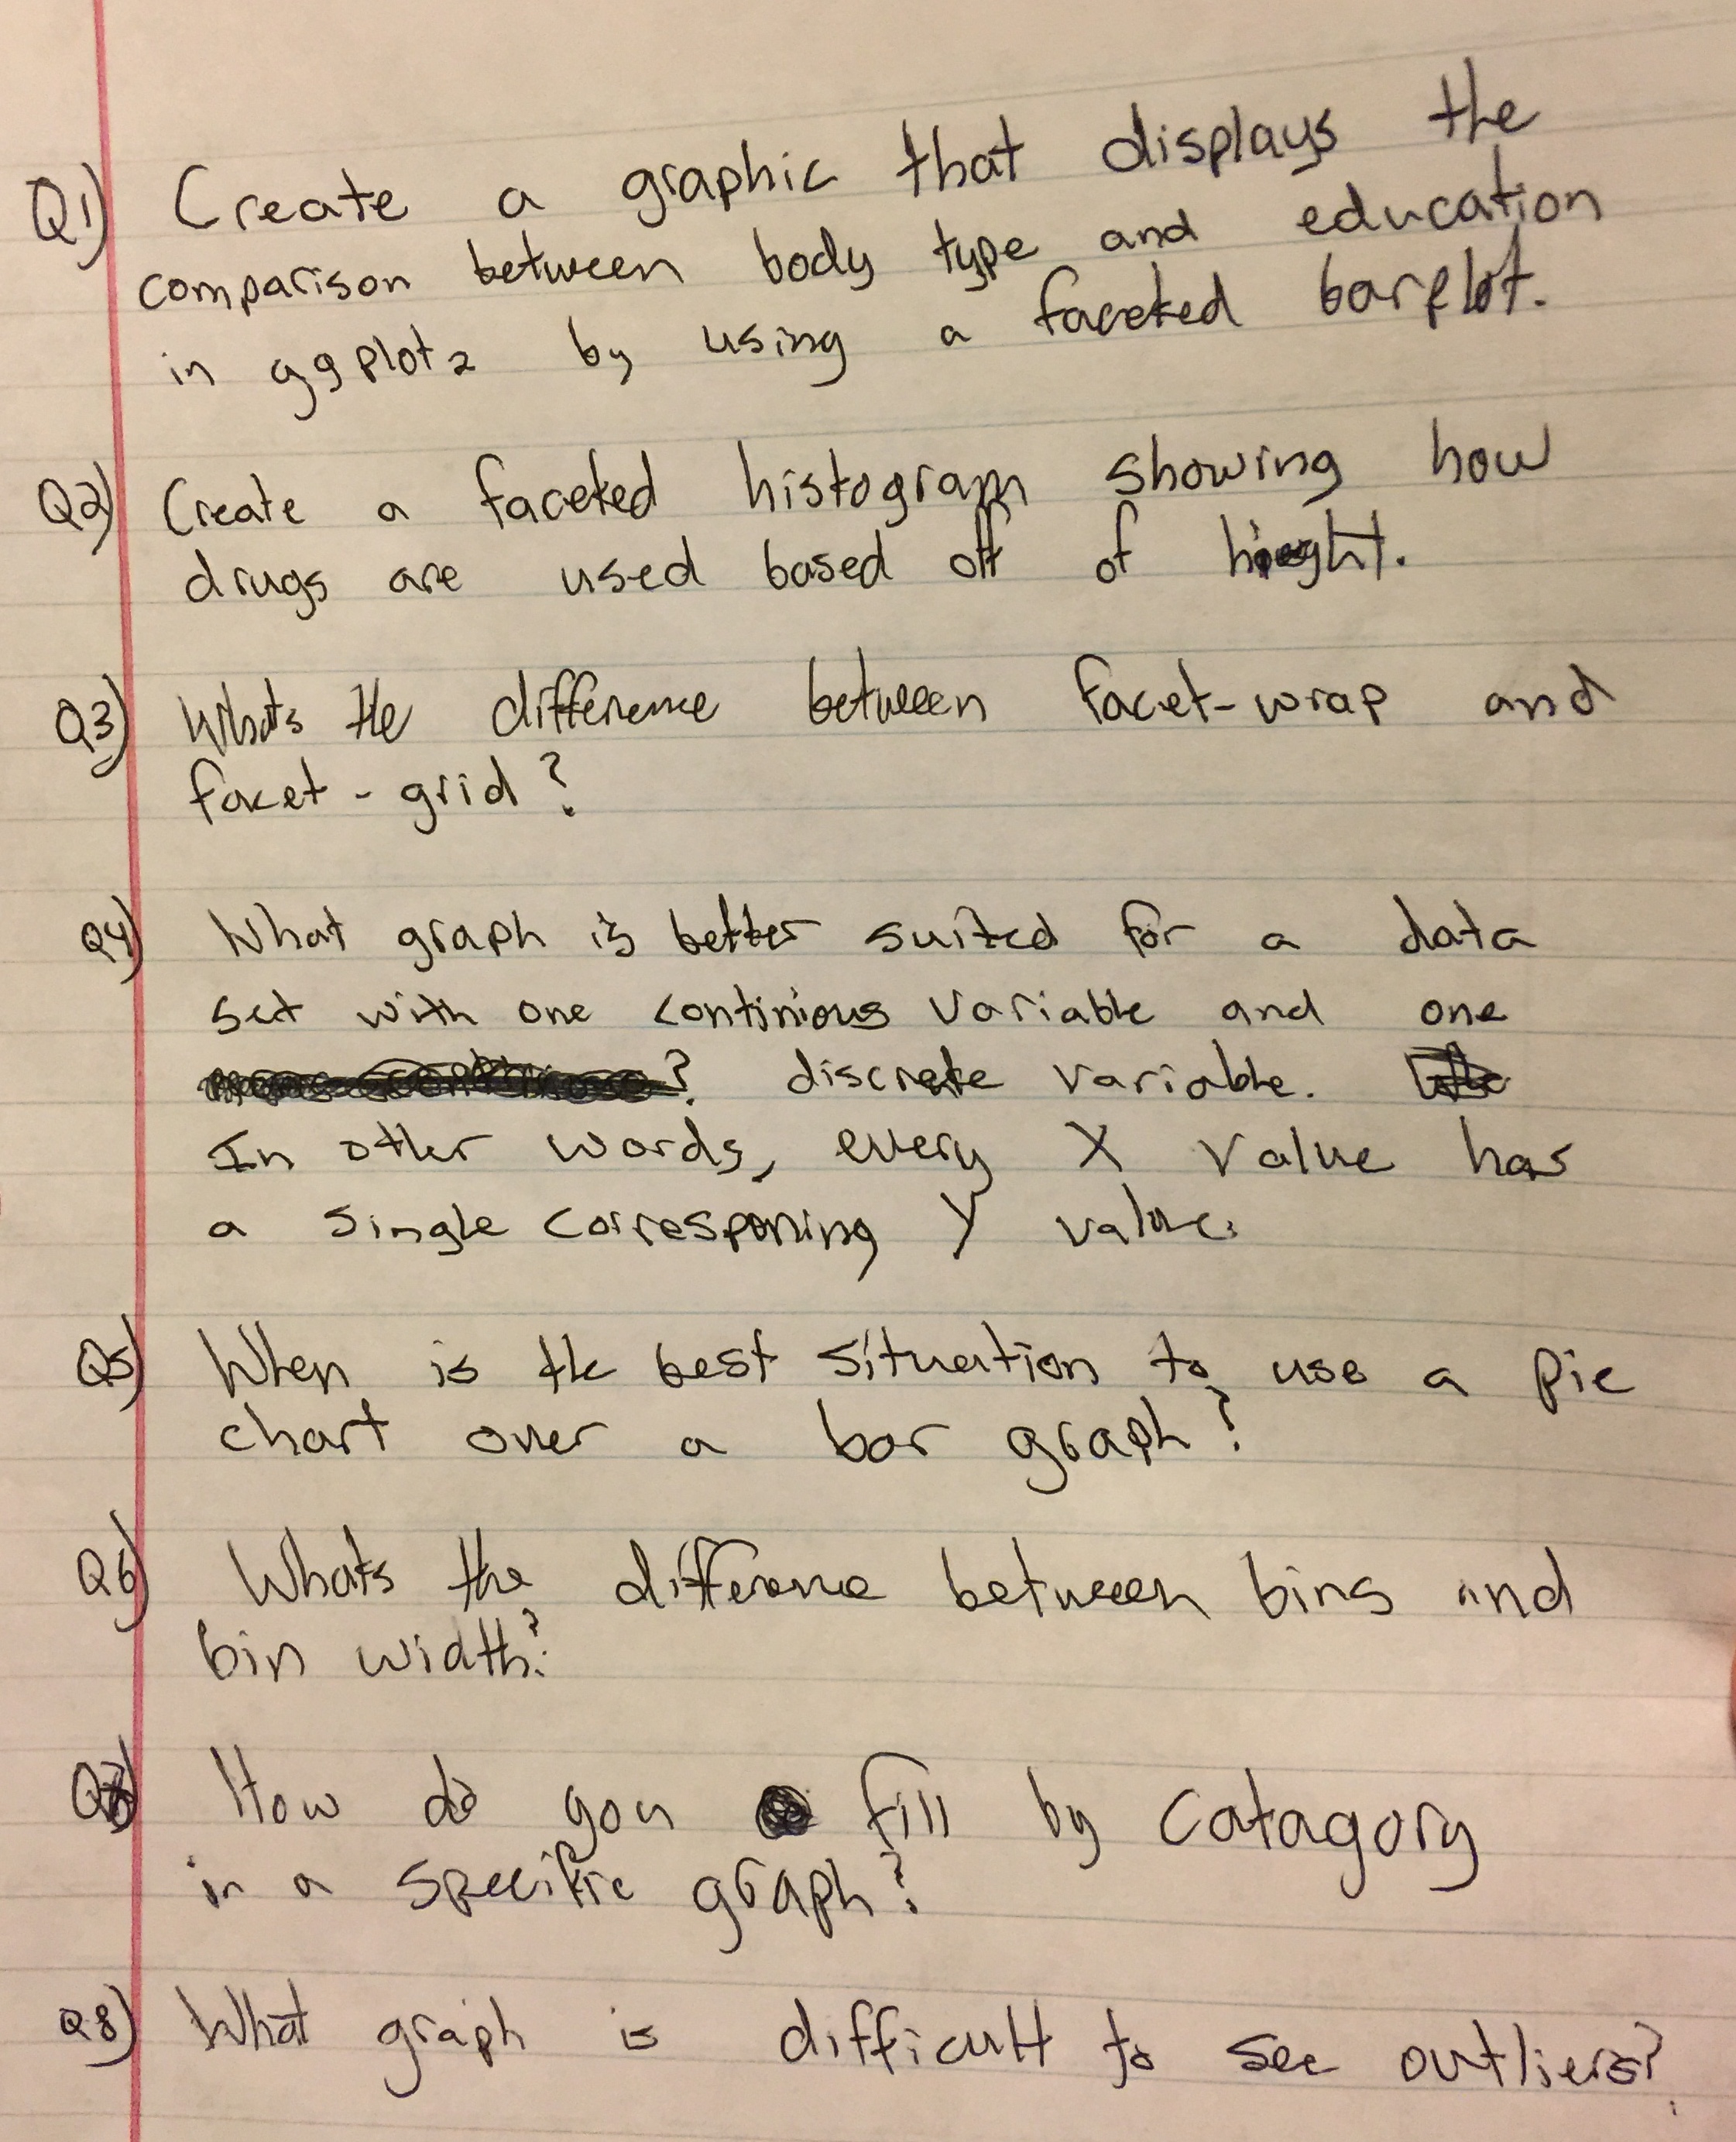 Q1) Create a graphic that displays the
comparison between body type and education
in ggplot2 by using a faceted barplot.
Q2) Create a faceted histogram showing how
drugs are used based off of hieght.
Q3) Whats the difference between facet-wrap and
facet-grid?
Q4) What graph is better suited for a data
set with one continious variable and one
? discrete variable.
In other words, every X value has
a single corresponing Y value.
Q5) When is the best situation to use a pie
chart over a bar graph?
Q6) Whats the difference between bins and
bin width?
Q7) How do you fill by catagory
in a specific graph?
Q8) What graph is difficult to see outliers?